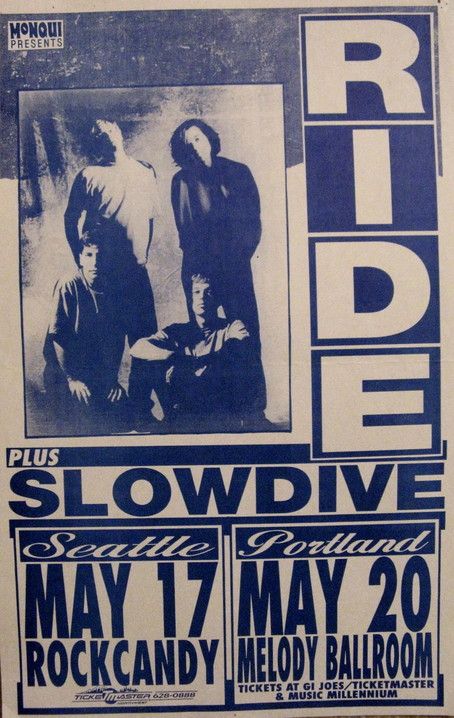 MONQUI
PRESENTS
RIDE
PLUS
SLOWDIVE
Seattle
MAY 17
ROCKCANDY
TICKETMASTER 628-0888
Portland
MAY 20
MELODY BALLROOM
TICKETS AT GI JOES/TICKETMASTER
& MUSIC MILLENNIUM